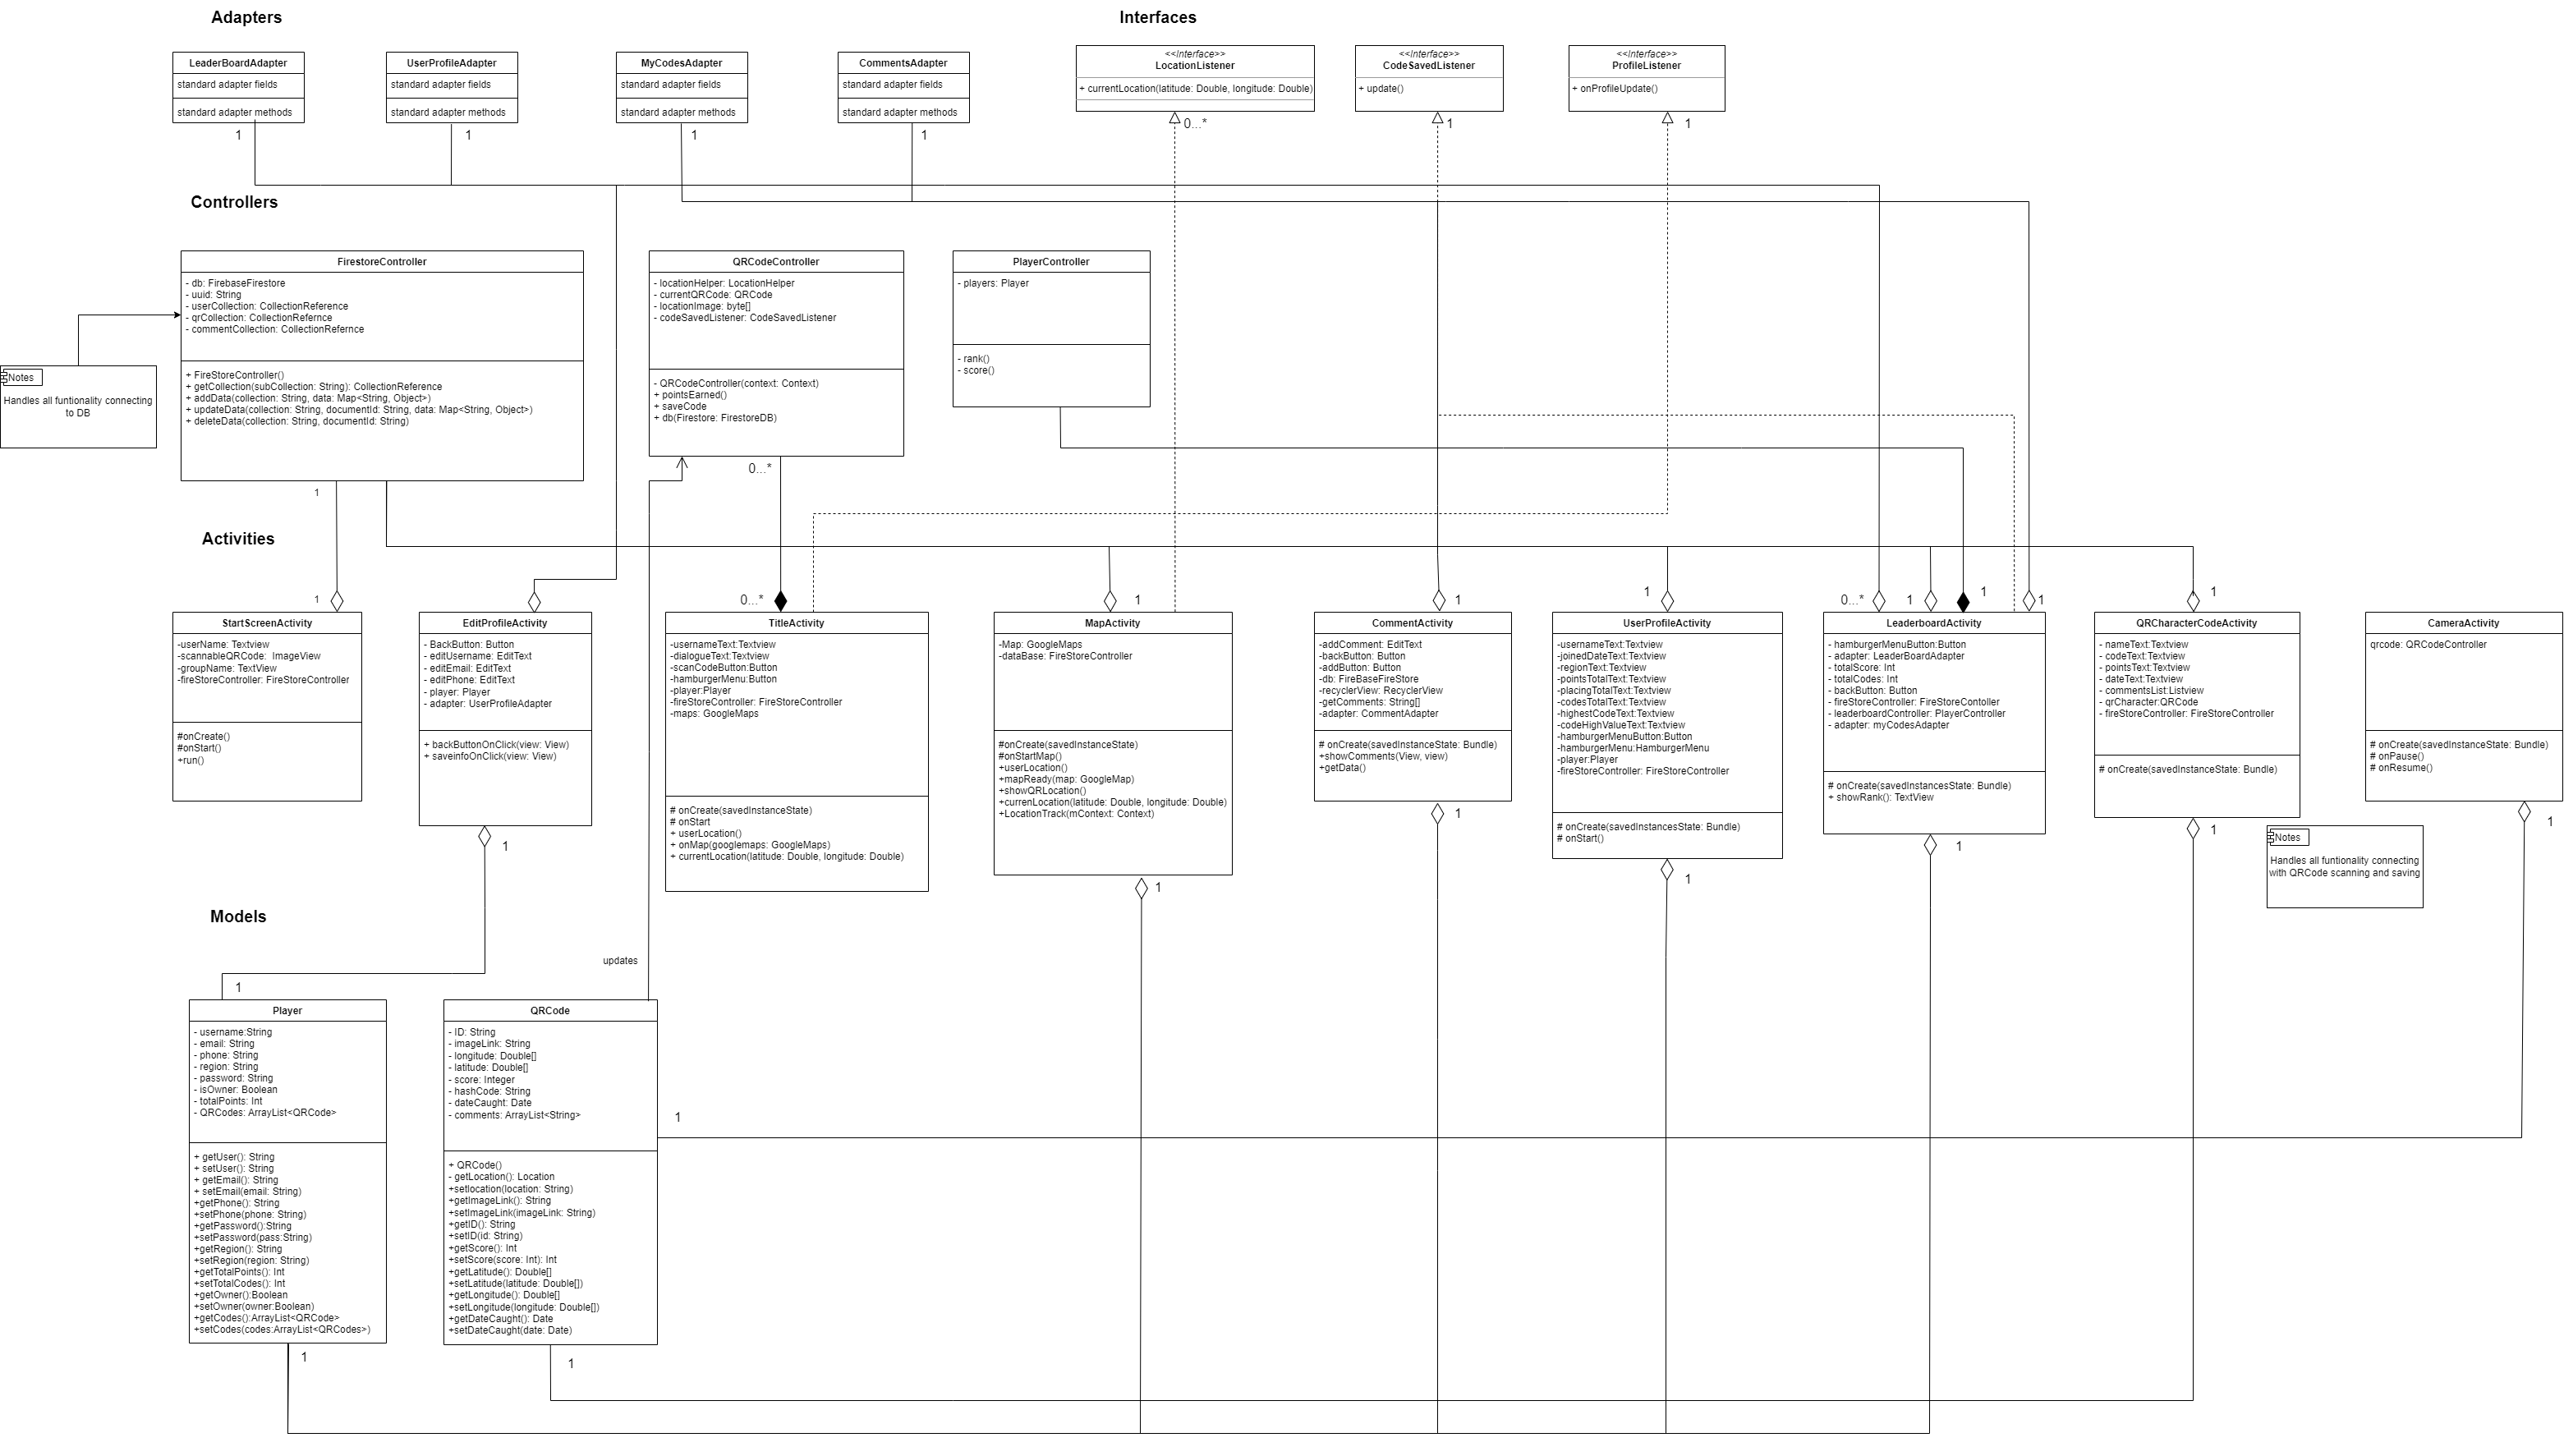 Adapters
Interfaces
LeaderBoardAdapter
standard adapter fields
standard adapter methods
1
UserProfileAdapter
standard adapter fields
standard adapter methods
1
MyCodesAdapter
standard adapter fields
standard adapter methods
1
CommentsAdapter
standard adapter fields
standard adapter methods
1
<<Interface>>
LocationListener
+ currentLocation(latitude: Double, longitude: Double)
0...*
<<Interface>>
CodeSavedListener
+ update()
1
<<Interface>>
ProfileListener
+ onProfileUpdate()
1
Controllers
FirestoreController
- db: FirebaseFirestore
- uuid: String
- userCollection: CollectionReference
- qrCollection: CollectionRefernce
- commentCollection: CollectionRefernce
+ FireStoreController()
+ getCollection(subCollection: String): CollectionReference
+ addData(collection: String, data: Map<String, Object>)
+ updateData(collection: String, documentId: String, data: Map<String, Object>)
+ deleteData(collection: String, documentId: String)
1
Notes
Handles all funtionality connecting
to DB
QRCodeController
- locationHelper: LocationHelper
- currentQRCode: QRCode
- locationImage: byte[]
- codeSavedListener: CodeSavedListener
- QRCodeController(context: Context)
+ pointsEarned()
+ saveCode
+ db(Firestore: FirestoreDB)
0...*
PlayerController
- players: Player
- rank()
- score()
Activities
1
0...*
1
1
1
0...*
1
1
1
1
StartScreenActivity
-userName: Textview
-scannableQRCode:  ImageView
-groupName: TextView
-fireStoreController: FireStoreController
#onCreate()
#onStart()
+run()
EditProfileActivity
- BackButton: Button
- editUsername: EditText
- editEmail: EditText
- editPhone: EditText
- player: Player
- adapter: UserProfileAdapter
+ backButtonOnClick(view: View)
+ saveinfoOnClick(view: View)
1
TitleActivity
-usernameText:Textview
-dialogueText:Textview
-scanCodeButton:Button
-hamburgerMenu:Button
-player:Player
-fireStoreController: FireStoreController
-maps: GoogleMaps
# onCreate(savedInstanceState)
# onStart
+ userLocation()
+ onMap(googlemaps: GoogleMaps)
+ currentLocation(latitude: Double, longitude: Double)
MapActivity
-Map: GoogleMaps
-dataBase: FireStoreController
#onCreate(savedInstanceState)
#onStartMap()
+userLocation()
+mapReady(map: GoogleMap)
+showQRLocation()
+currenLocation(latitude: Double, longitude: Double)
+LocationTrack(mContext: Context)
1
CommentActivity
-addComment: EditText
-backButton: Button
-addButton: Button
-db: FireBaseFireStore
-recyclerView: RecyclerView
-getComments: String[]
-adapter: CommentAdapter
# onCreate(savedInstanceState: Bundle)
+showComments(View, view)
+getData()
1
UserProfileActivity
-usernameText:Textview
-joinedDateText:Textview
-regionText:Textview
-pointsTotalText:Textview
-placingTotalText:Textview
-codesTotalText:Textview
-highestCodeText:Textview
-codeHighValueText:Textview
-hamburgerMenuButton:Button
-hamburgerMenu:HamburgerMenu
-player:Player
-fireStoreController: FireStoreController
# onCreate(savedInstancesState: Bundle)
# onStart()
1
LeaderboardActivity
- hamburgerMenuButton:Button
- adapter: LeaderBoardAdapter
- totalScore: Int
- totalCodes: Int
- backButton: Button
- fireStoreController: FireStoreController
- leaderboardController: PlayerController
- adapter: myCodesAdapter
# onCreate(savedInstancesState: Bundle)
+ showRank(): TextView
1
QRCharacterCodeActivity
- nameText:Textview
- codeText:Textview
- pointsText:Textview
- dateText:Textview
- commentsList:Listview
- qrCharacter:QRCode
- fireStoreController: FireStoreController
# onCreate(savedInstanceState: Bundle)
1
CameraActivity
qrcode: QRCodeController
# onCreate(savedInstanceState: Bundle)
# onPause()
# onResume()
1
Notes
Handles all funtionality connecting
with QRCode scanning and saving
Models
updates
1
Player
- username:String
- email: String
- phone: String
- region: String
- password: String
- isOwner: Boolean
- totalPoints: Int
- QRCodes: ArrayList<QRCode>
+ getUser(): String
+ setUser(): String
+ getEmail(): String
+ setEmail(email: String)
+getPhone(): String
+setPhone(phone: String)
+getPassword():String
+setPassword(pass:String)
+getRegion(): String
+setRegion(region: String)
+getTotalPoints(): Int
+setTotalCodes(): Int
+getOwner():Boolean
+setOwner(owner:Boolean)
+getCodes():ArrayList<QRCode>
+setCodes(codes:ArrayList<QRCodes>)
1
QRCode
- ID: String
- imageLink: String
- longitude: Double[]
- latitude: Double[]
- score: Integer
- hashCode: String
- dateCaught: Date
- comments: ArrayList<String>
+ QRCode()
- getLocation(): Location
+setlocation(location: String)
+getImageLink(): String
+setImageLink(imageLink: String)
+getID(): String
+setID(id: String)
+getScore(): Int
+setScore(score: Int): Int
+getLatitude(): Double[]
+setLatitude(latitude: Double[])
+getLongitude(): Double[]
+setLongitude(longitude: Double[])
+getDateCaught(): Date
+setDateCaught(date: Date)
1
1